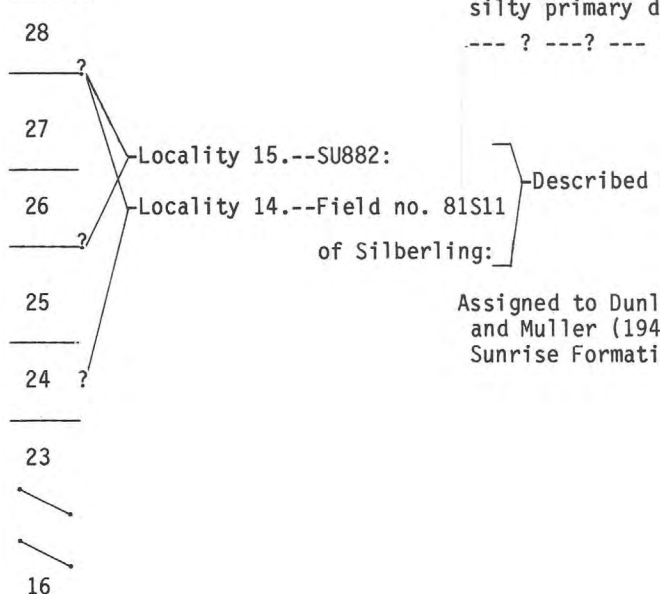 silty primary d
--- ? ---? ---
28
?
27
Locality 15.--SU882:
Described
26
Locality 14.--Field no. 81S11
?
of Silberling:
25
Assigned to Dunl
and Muller (194
Sunrise Formati
24 ?
23
16